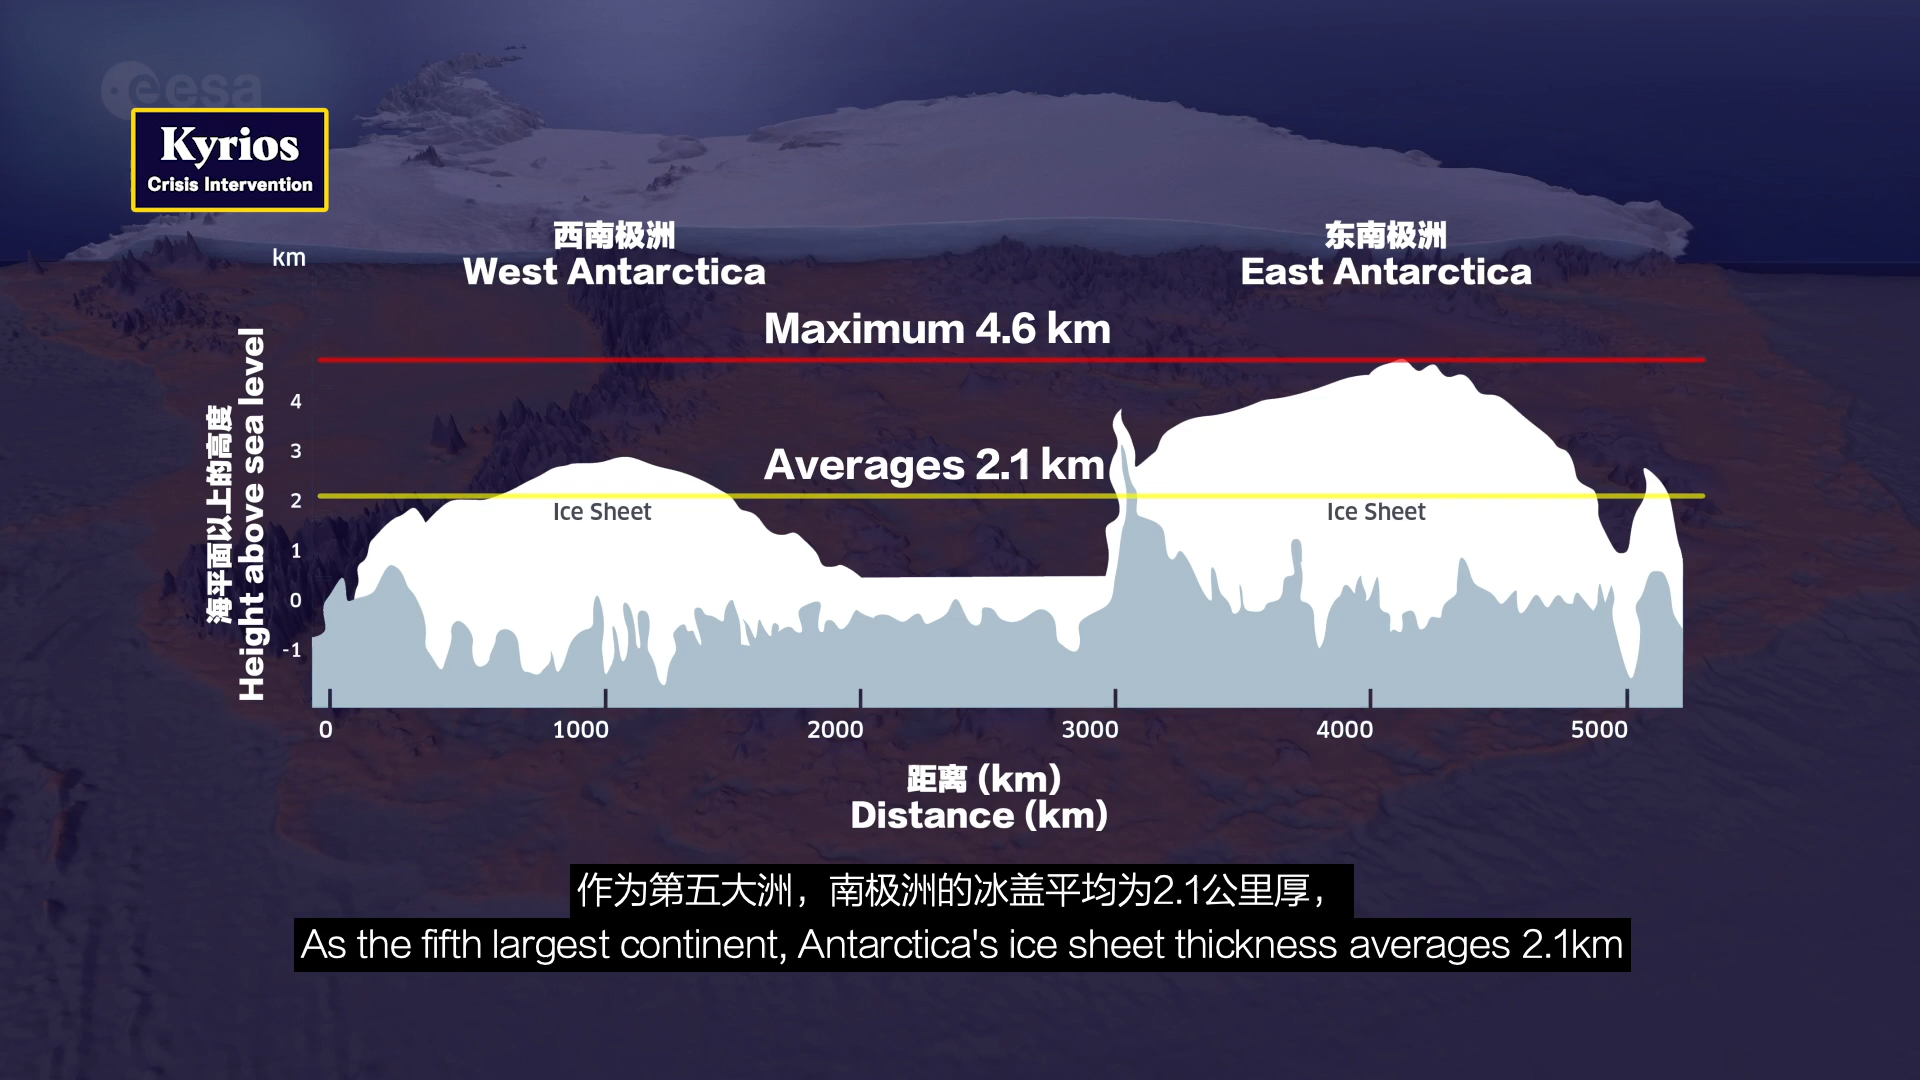 eesa
Kyrios
Crisis Intervention
km
西南极洲
West Antarctica
东南极洲
East Antarctica
Maximum 4.6 km
Averages 2.1 km
海平面以上的高度
Height above sea level
4
3
2
1
0
-1
Ice Sheet
Ice Sheet
0
1000
2000
3000
4000
5000
距离 (km)
Distance (km)
作为第五大洲，南极洲的冰盖平均为2.1公里厚，
As the fifth largest continent, Antarctica's ice sheet thickness averages 2.1km